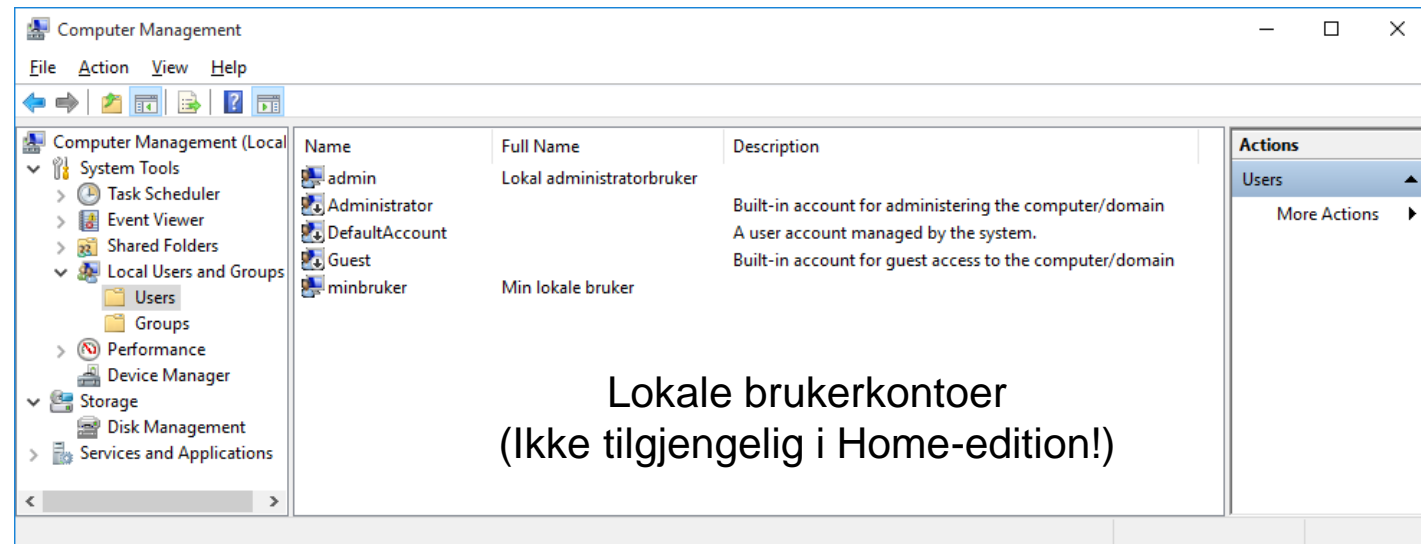 Computer Management
File Action View Help
Computer Management (Local
System Tools
Task Scheduler
Event Viewer
Shared Folders
Local Users and Groups
Users
Groups
Performance
Device Manager
Storage
Disk Management
Services and Applications
Name Full Name Description
admin Lokal administratorbruker
Administrator Built-in account for administering the computer/domain
DefaultAccount A user account managed by the system.
Guest Built-in account for guest access to the computer/domain
minbruker Min lokale bruker
Lokale brukerkontoer
(Ikke tilgjengelig i Home-edition!)
Actions
Users
More Actions